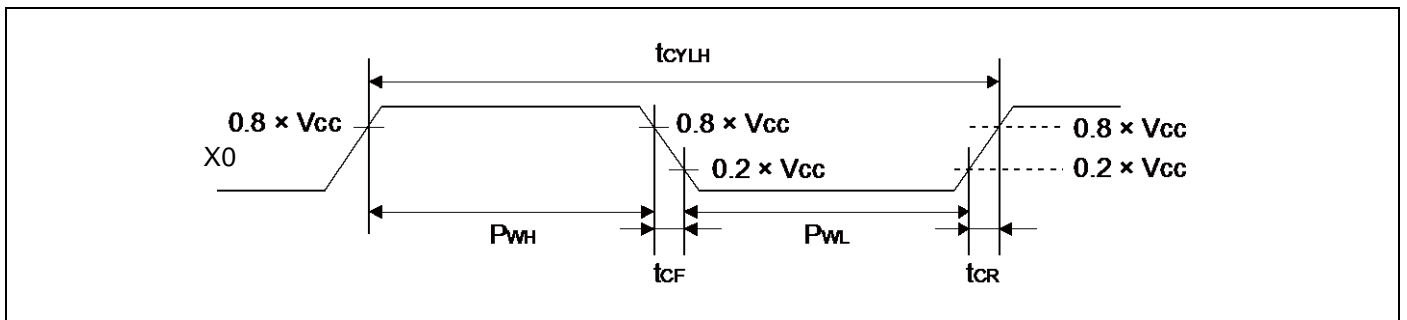 tCYLH
0.8 × Vcc
0.8 × Vcc
0.8 × Vcc
X0
0.2 × Vcc
0.2 × Vcc
PWH
PWL
tCF
tCR